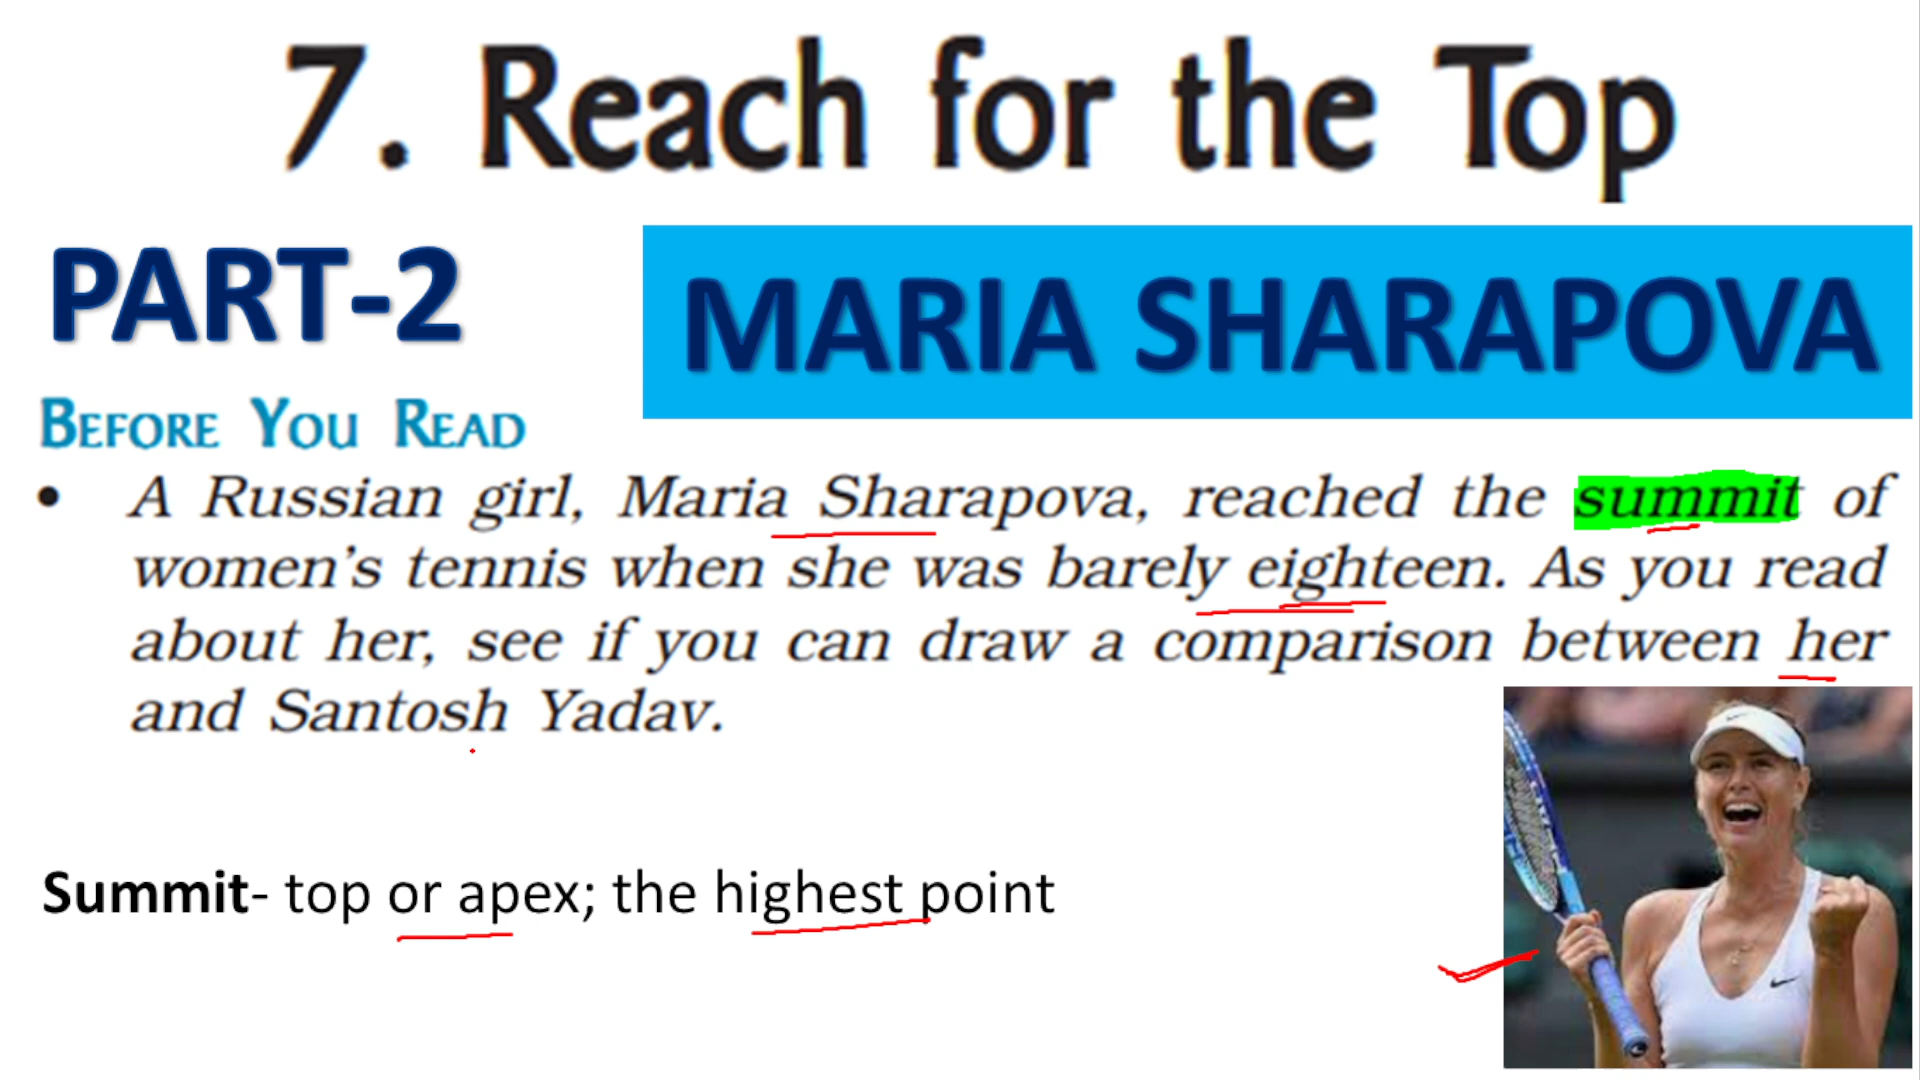 7. Reach for the Top
PART-2
MARIA SHARAPOVA
BEFORE YOU READ
• A Russian girl, Maria Sharapova, reached the summit of
women's tennis when she was barely eighteen. As you read
about her, see if you can draw a comparison between her
and Santosh Yadav.
Summit- top or apex; the highest point